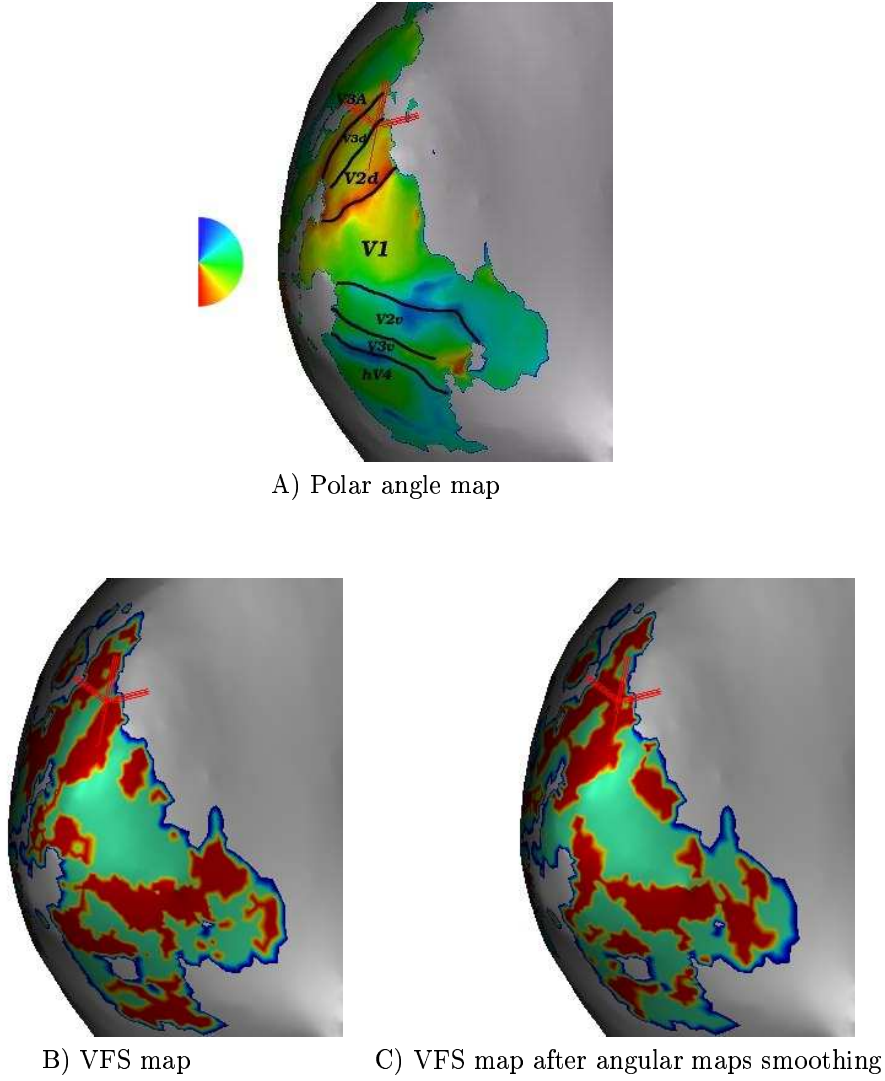 V3A
V3d
V2d
V1
V2v
V3v
hV4
A) Polar angle map
B) VFS map
C) VFS map after angular maps smoothing